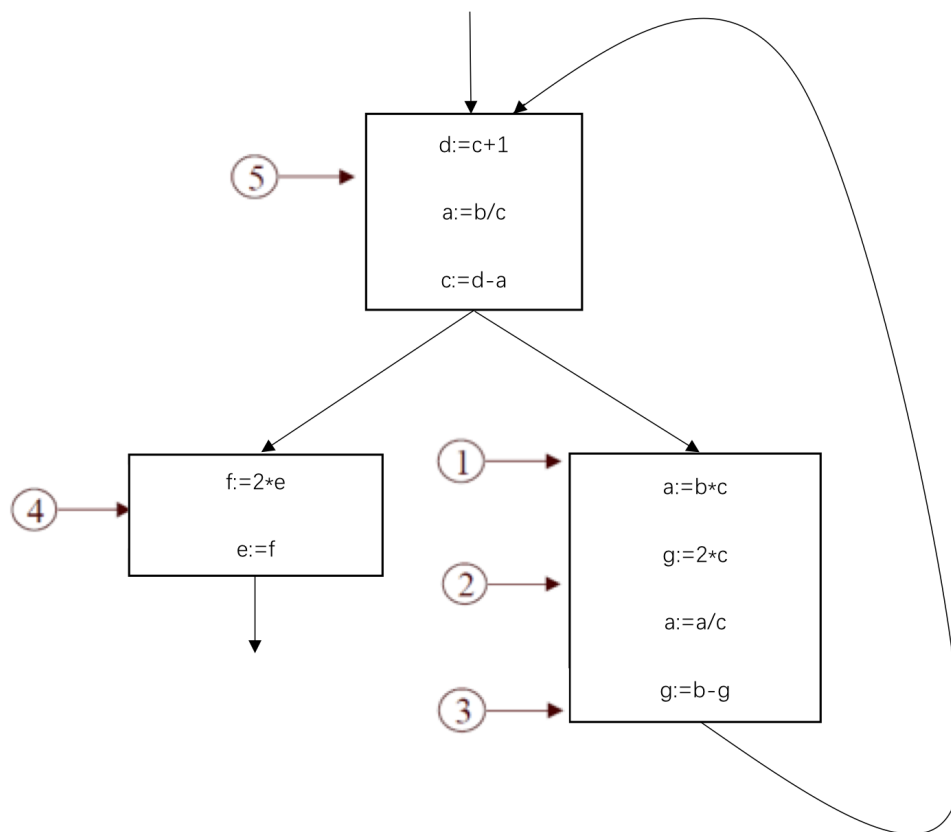 d:=c+1
⑤
a:=b/c
c:=d-a
f:=2*e
④
e:=f
①
a:=b*c
g:=2*c
②
a:=a/c
g:=b-g
③